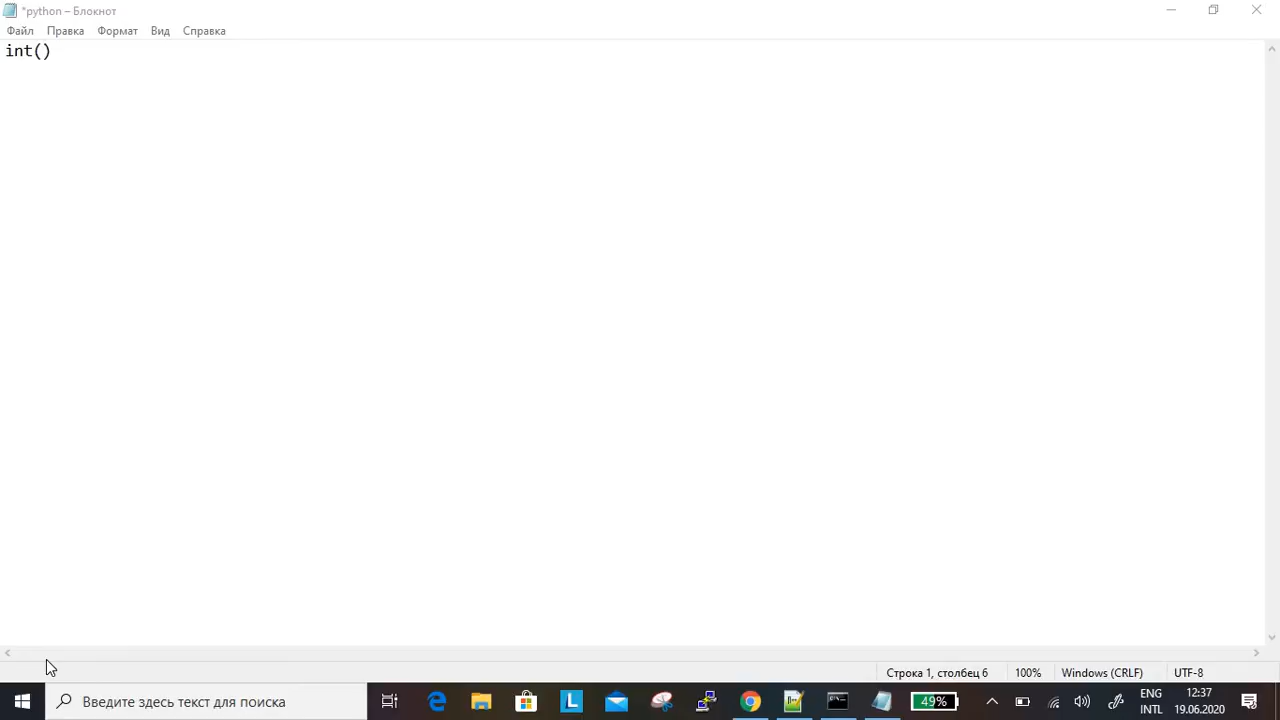 *python – Блокнот
Файл Правка Формат Вид Справка
int()
Строка 1, столбец 6 100% Windows (CRLF) UTF-8
Введите здесь текст для поиска
L
49%
ENG
INTL
12:37
19.06.2020